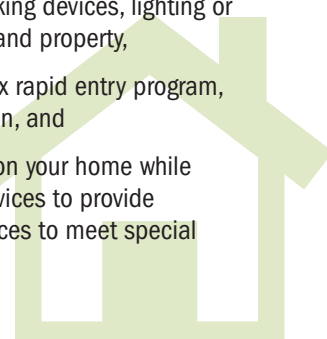 king devices, lighting or
and property,
x rapid entry program,
n, and
on your home while
vices to provide
ces to meet special